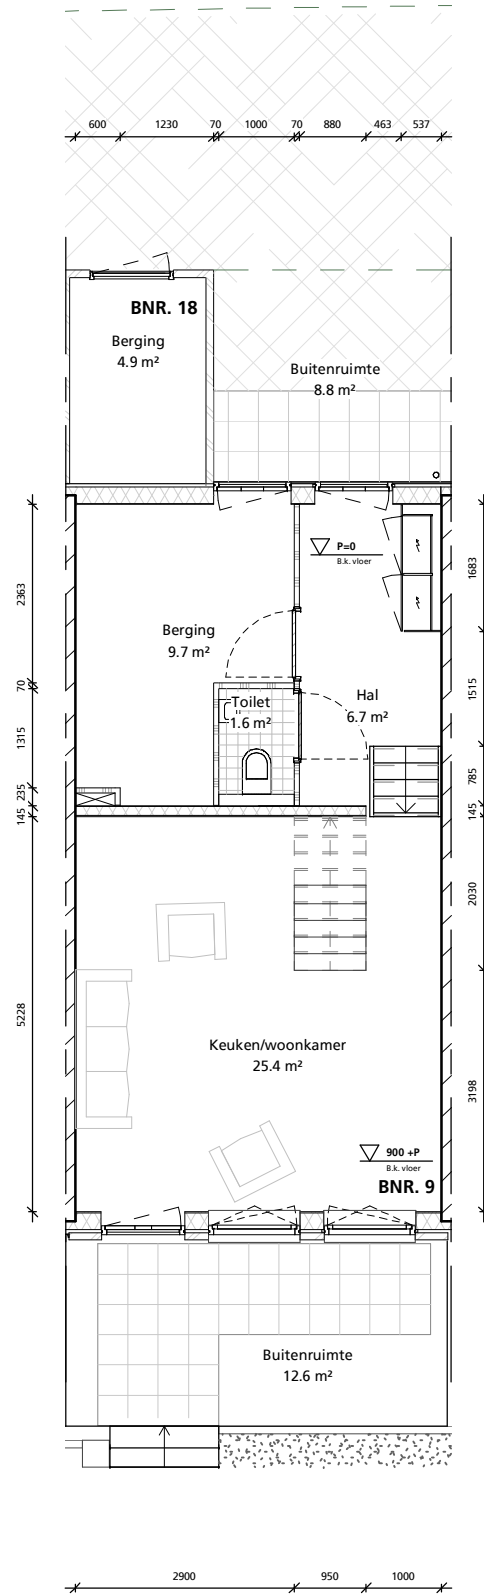 600 1230 70 1000 70 880 463 537
BNR. 18
Berging
4.9 m²
Buitenruimte
8.8 m²
P=0
B.k. vloer
2363
1683
Berging
9.7 m²
70
Toilet
1.6 m²
Hal
6.7 m²
1515
1315
785
235
145
145
2030
5228
Keuken/woonkamer
25.4 m²
3198
900 +P
B.k. vloer
BNR. 9
Buitenruimte
12.6 m²
2900 950 1000